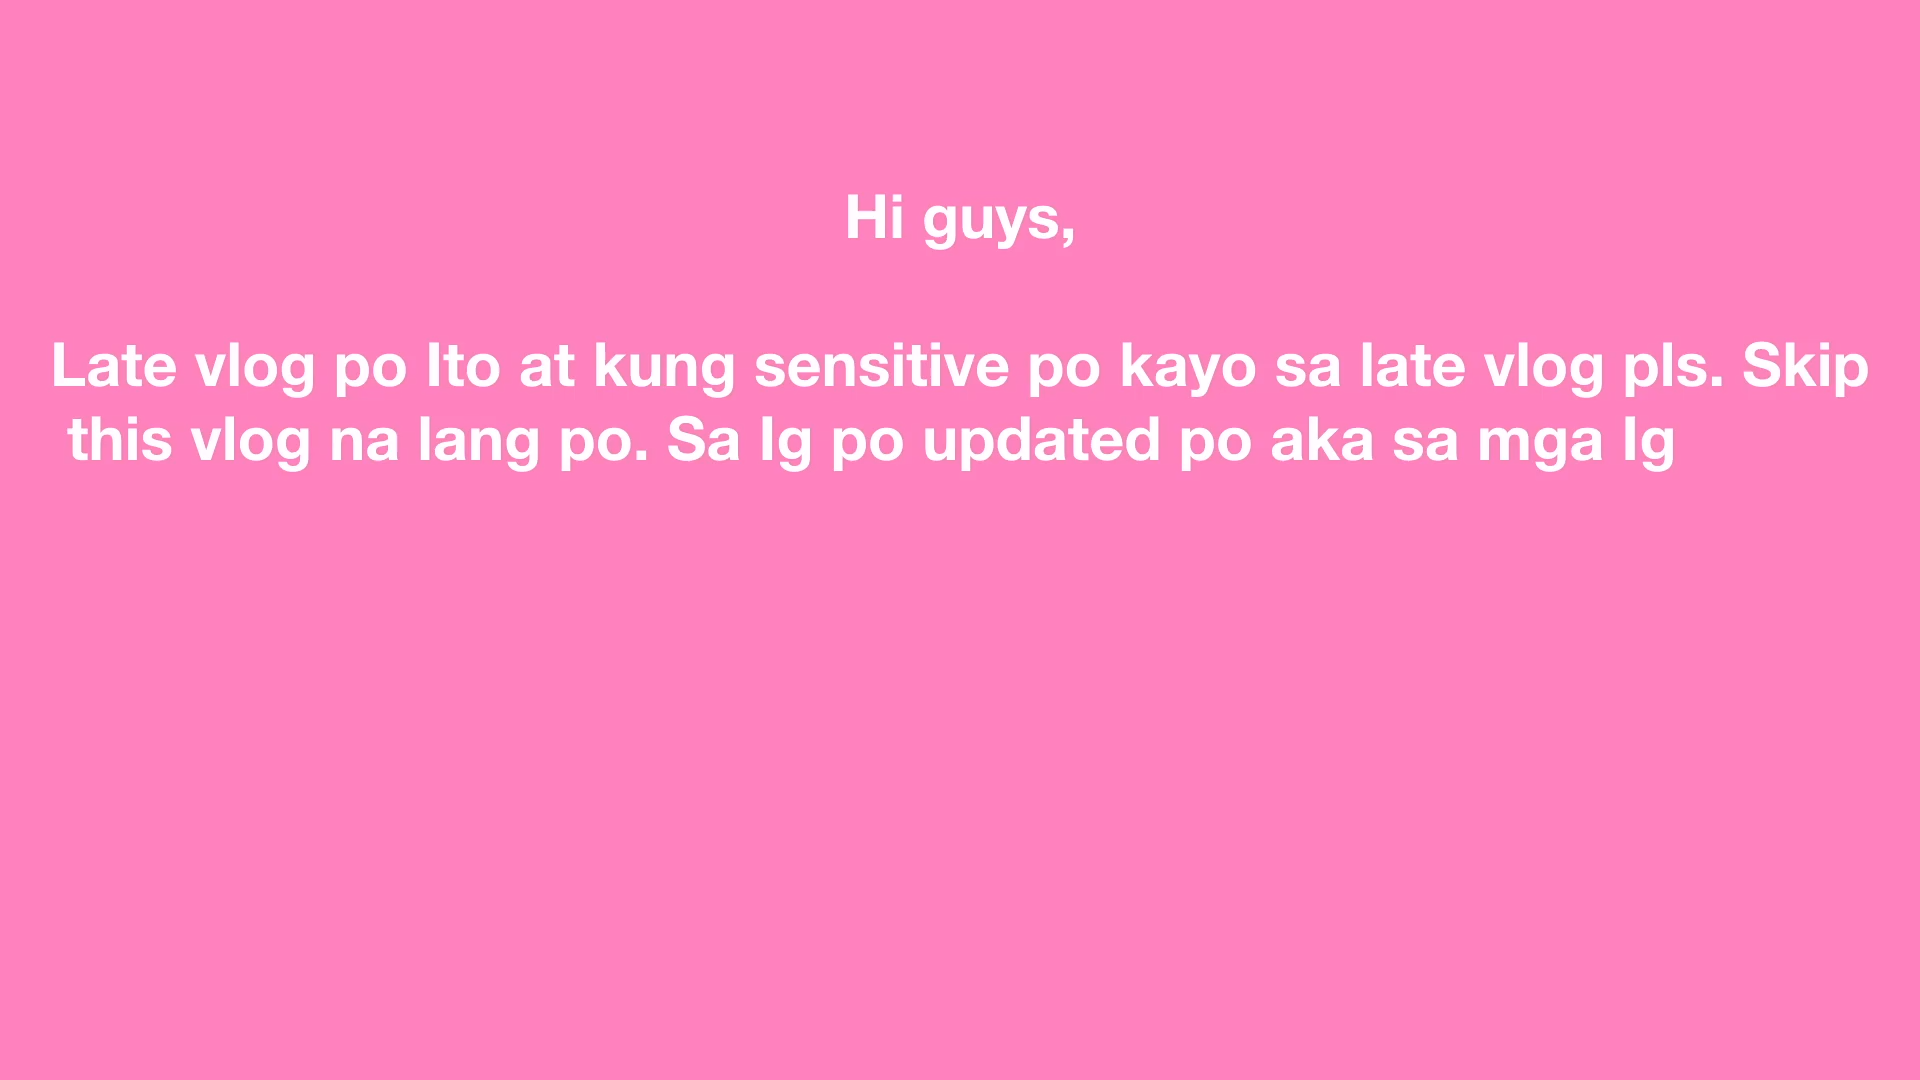 Hi guys,
Late vlog po Ito at kung sensitive po kayo sa late vlog pls. Skip
this vlog na lang po. Sa Ig po updated po aka sa mga Ig